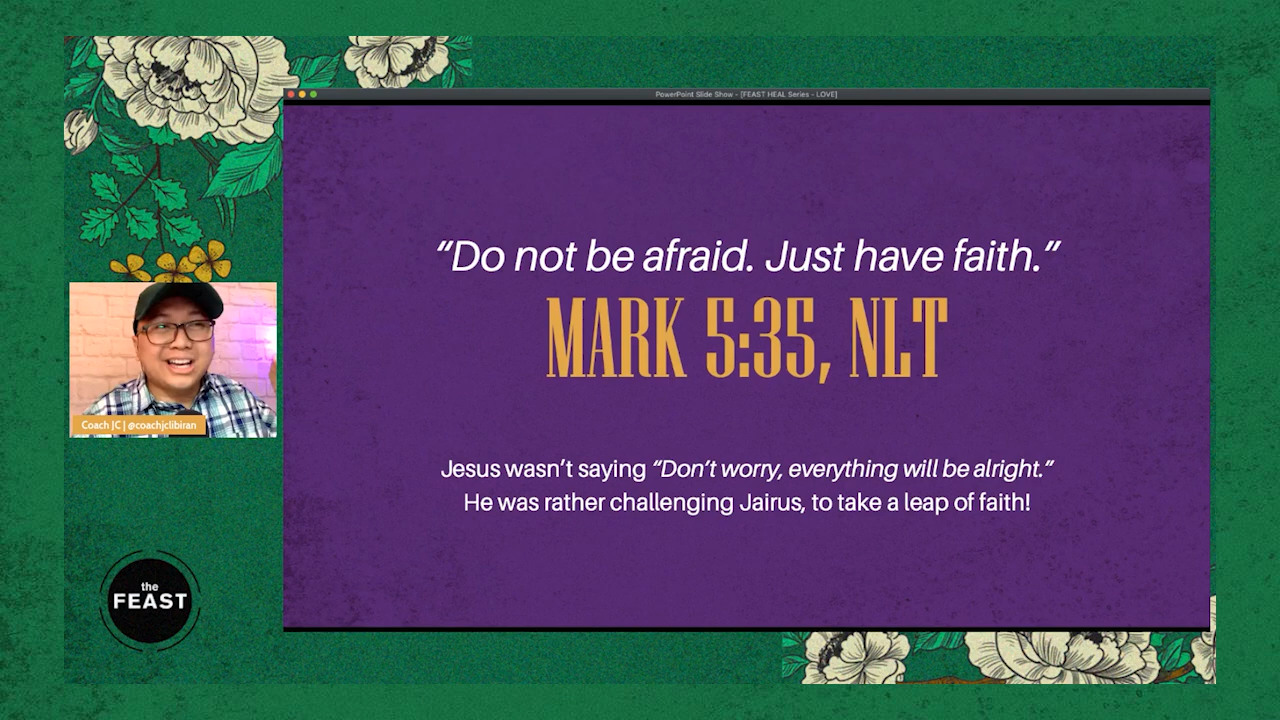 PowerPoint Slide Show - [FEAST HEAL Series - LOVE]
“Do not be afraid. Just have faith.”
MARK 5:35, NLT
Jesus wasn’t saying “Don’t worry, everything will be alright.”
He was rather challenging Jairus, to take a leap of faith!
Coach JC | @coachjclibiran
the
FEAST